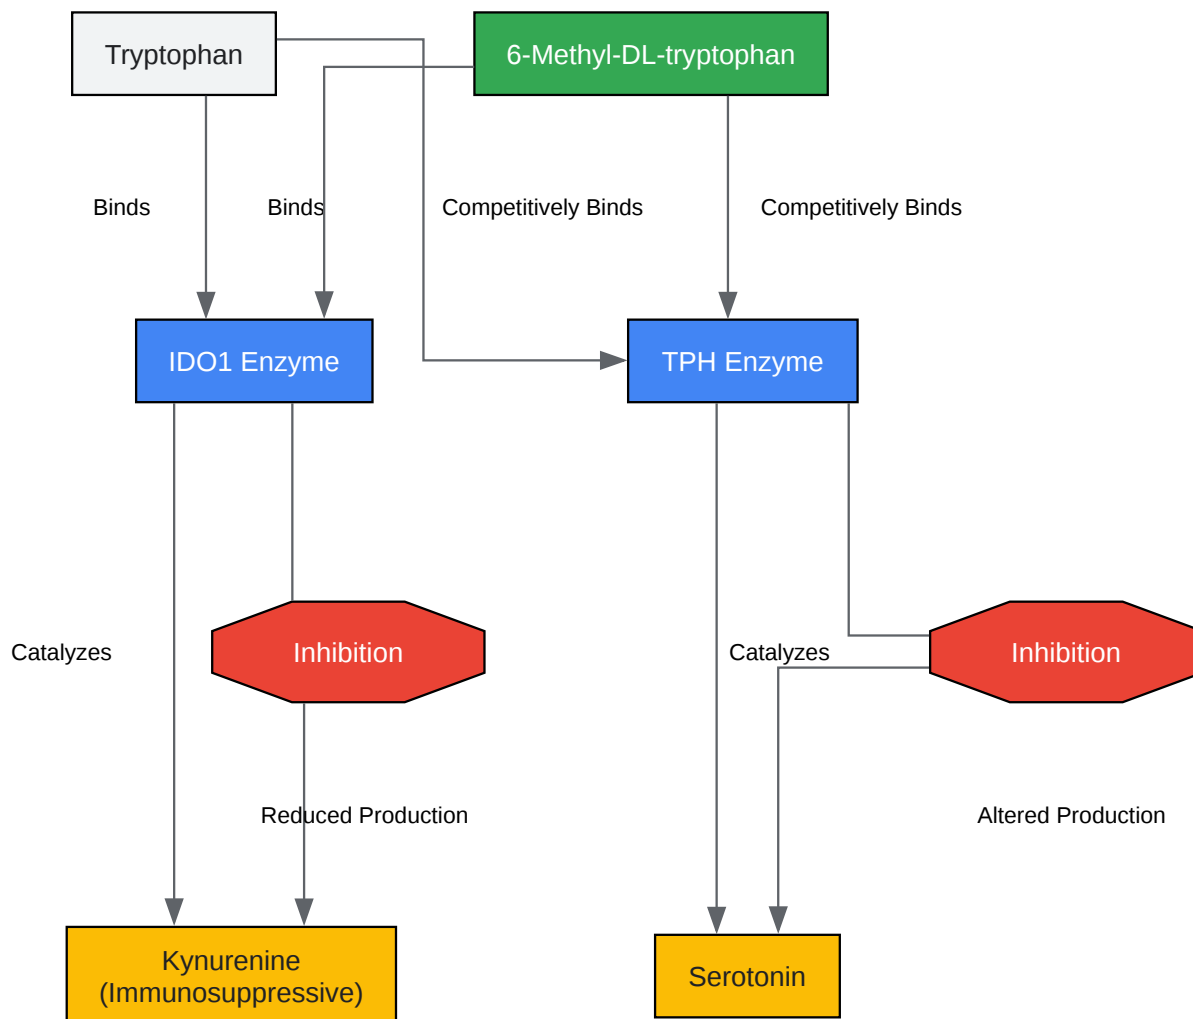 Tryptophan
6-Methyl-DL-tryptophan
Binds
Binds
Competitively Binds
Competitively Binds
IDO1 Enzyme
TPH Enzyme
Catalyzes
Inhibition
Catalyzes
Inhibition
Reduced Production
Altered Production
Kynurenine
(Immunosuppressive)
Serotonin